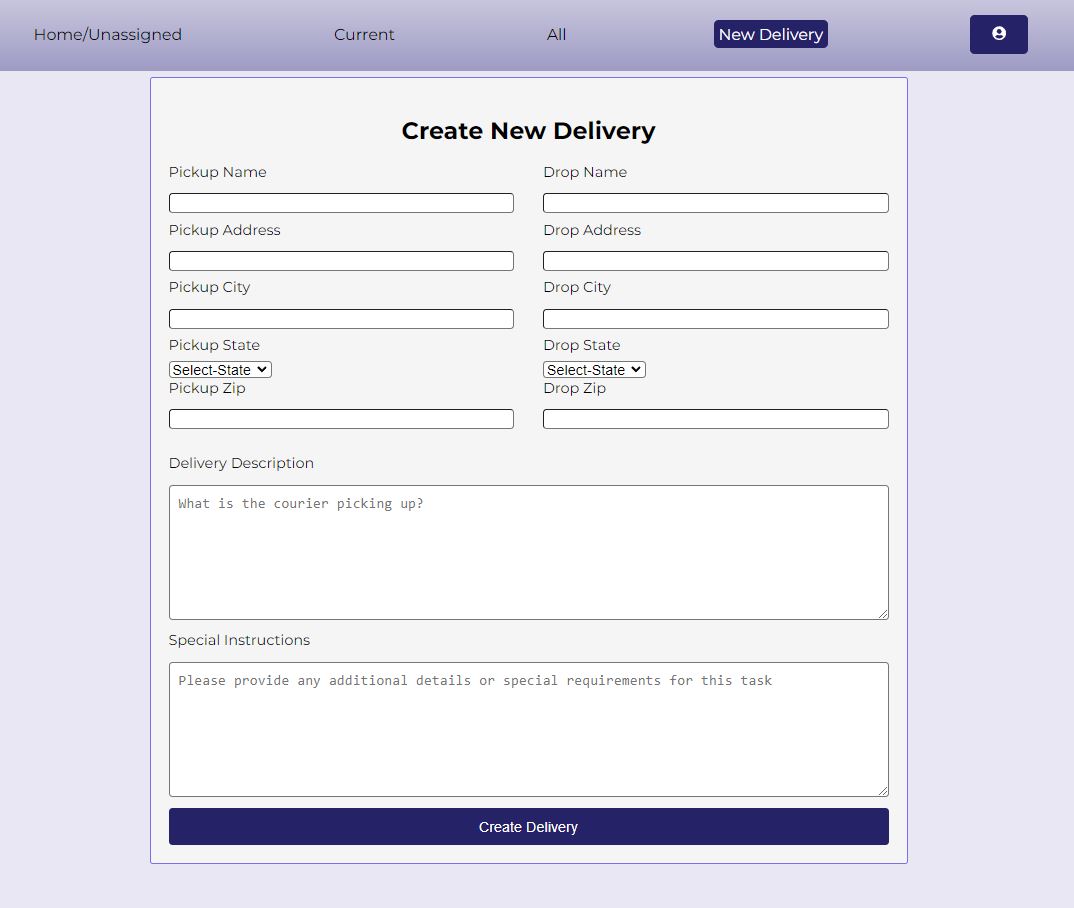 Home/Unassigned Current All New Delivery
Create New Delivery
Pickup Name Drop Name
Pickup Address Drop Address
Pickup City Drop City
Pickup State Drop State
Select-State Select-State
Pickup Zip Drop Zip
Delivery Description
What is the courier picking up?
Special Instructions
Please provide any additional details or special requirements for this task
Create Delivery